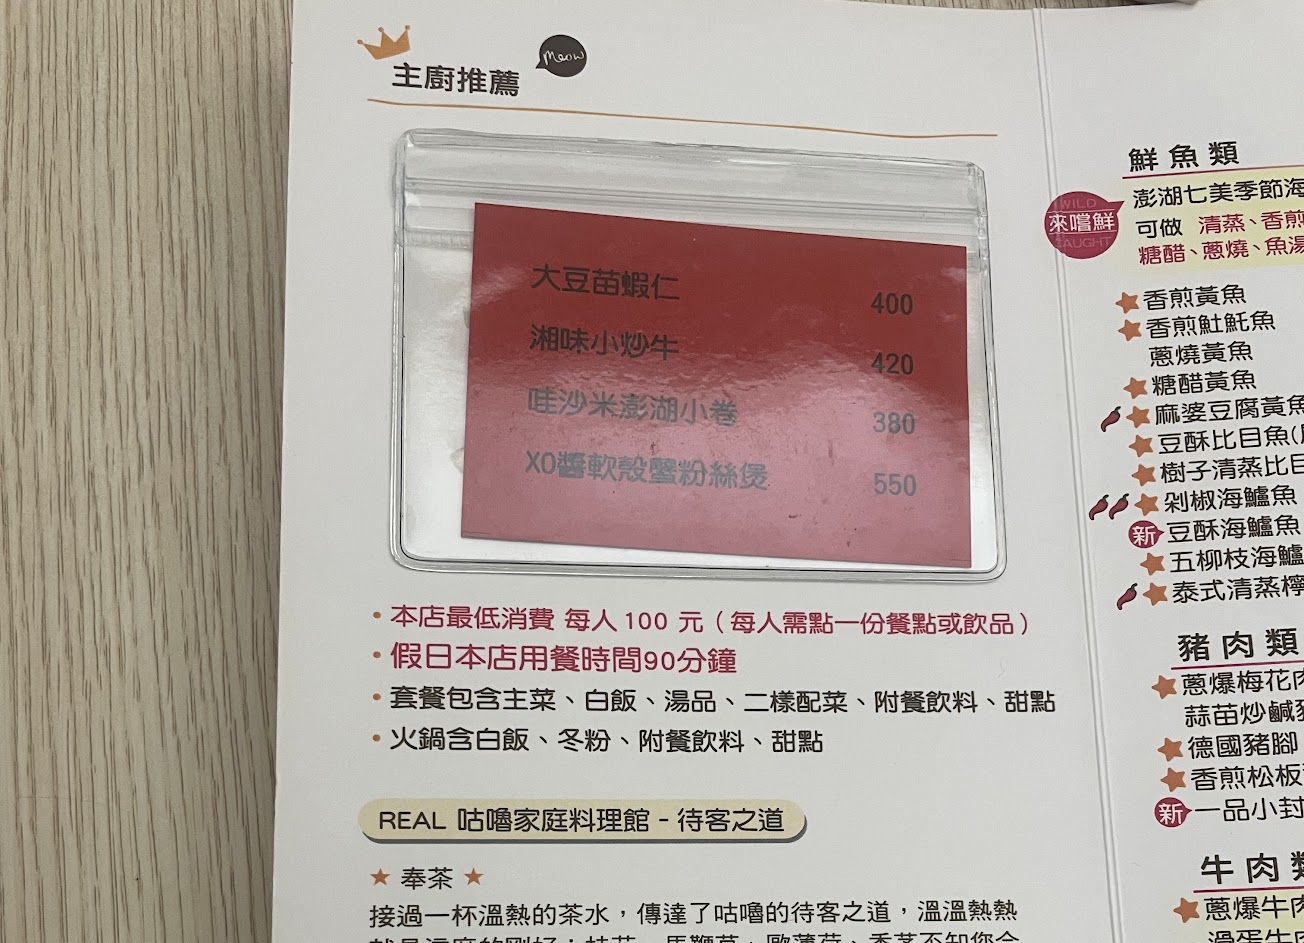 主廚推薦
meow
大豆苗蝦仁 400
湘味小炒牛 420
哇沙米澎湖小卷 380
XO醬軟殼蟹粉絲煲 550
・本店最低消費 每人100 元（每人需點一份餐點或飲品）
・假日本店用餐時間90分鐘
・套餐包含主菜、白飯、湯品、二樣配菜、附餐飲料、甜點
・火鍋含白飯、冬粉、附餐飲料、甜點
REAL 咕嚕家庭料理館 - 待客之道
★ 奉茶 ★
接過一杯溫熱的茶水，傳達了咕嚕的待客之道，溫溫熱熱
鮮魚類
WILD
來嚐鮮
CAUGHT
澎湖七美季節海
可做 清蒸、香煎
糖醋、蔥燒、魚湯
★香煎黃魚
★香煎魟魠魚
蔥燒黃魚
★糖醋黃魚
★麻婆豆腐黃魚
★豆酥比目魚(
★樹子清蒸比目
★剁椒海鱸魚
新 豆酥海鱸魚
★五柳枝海鱸
★泰式清蒸檸
豬肉類
★蔥爆梅花肉
蒜苗炒鹹豬
★德國豬腳
★香煎松板
新 一品小封
牛肉類
★蔥爆牛肉
滑蛋牛肉